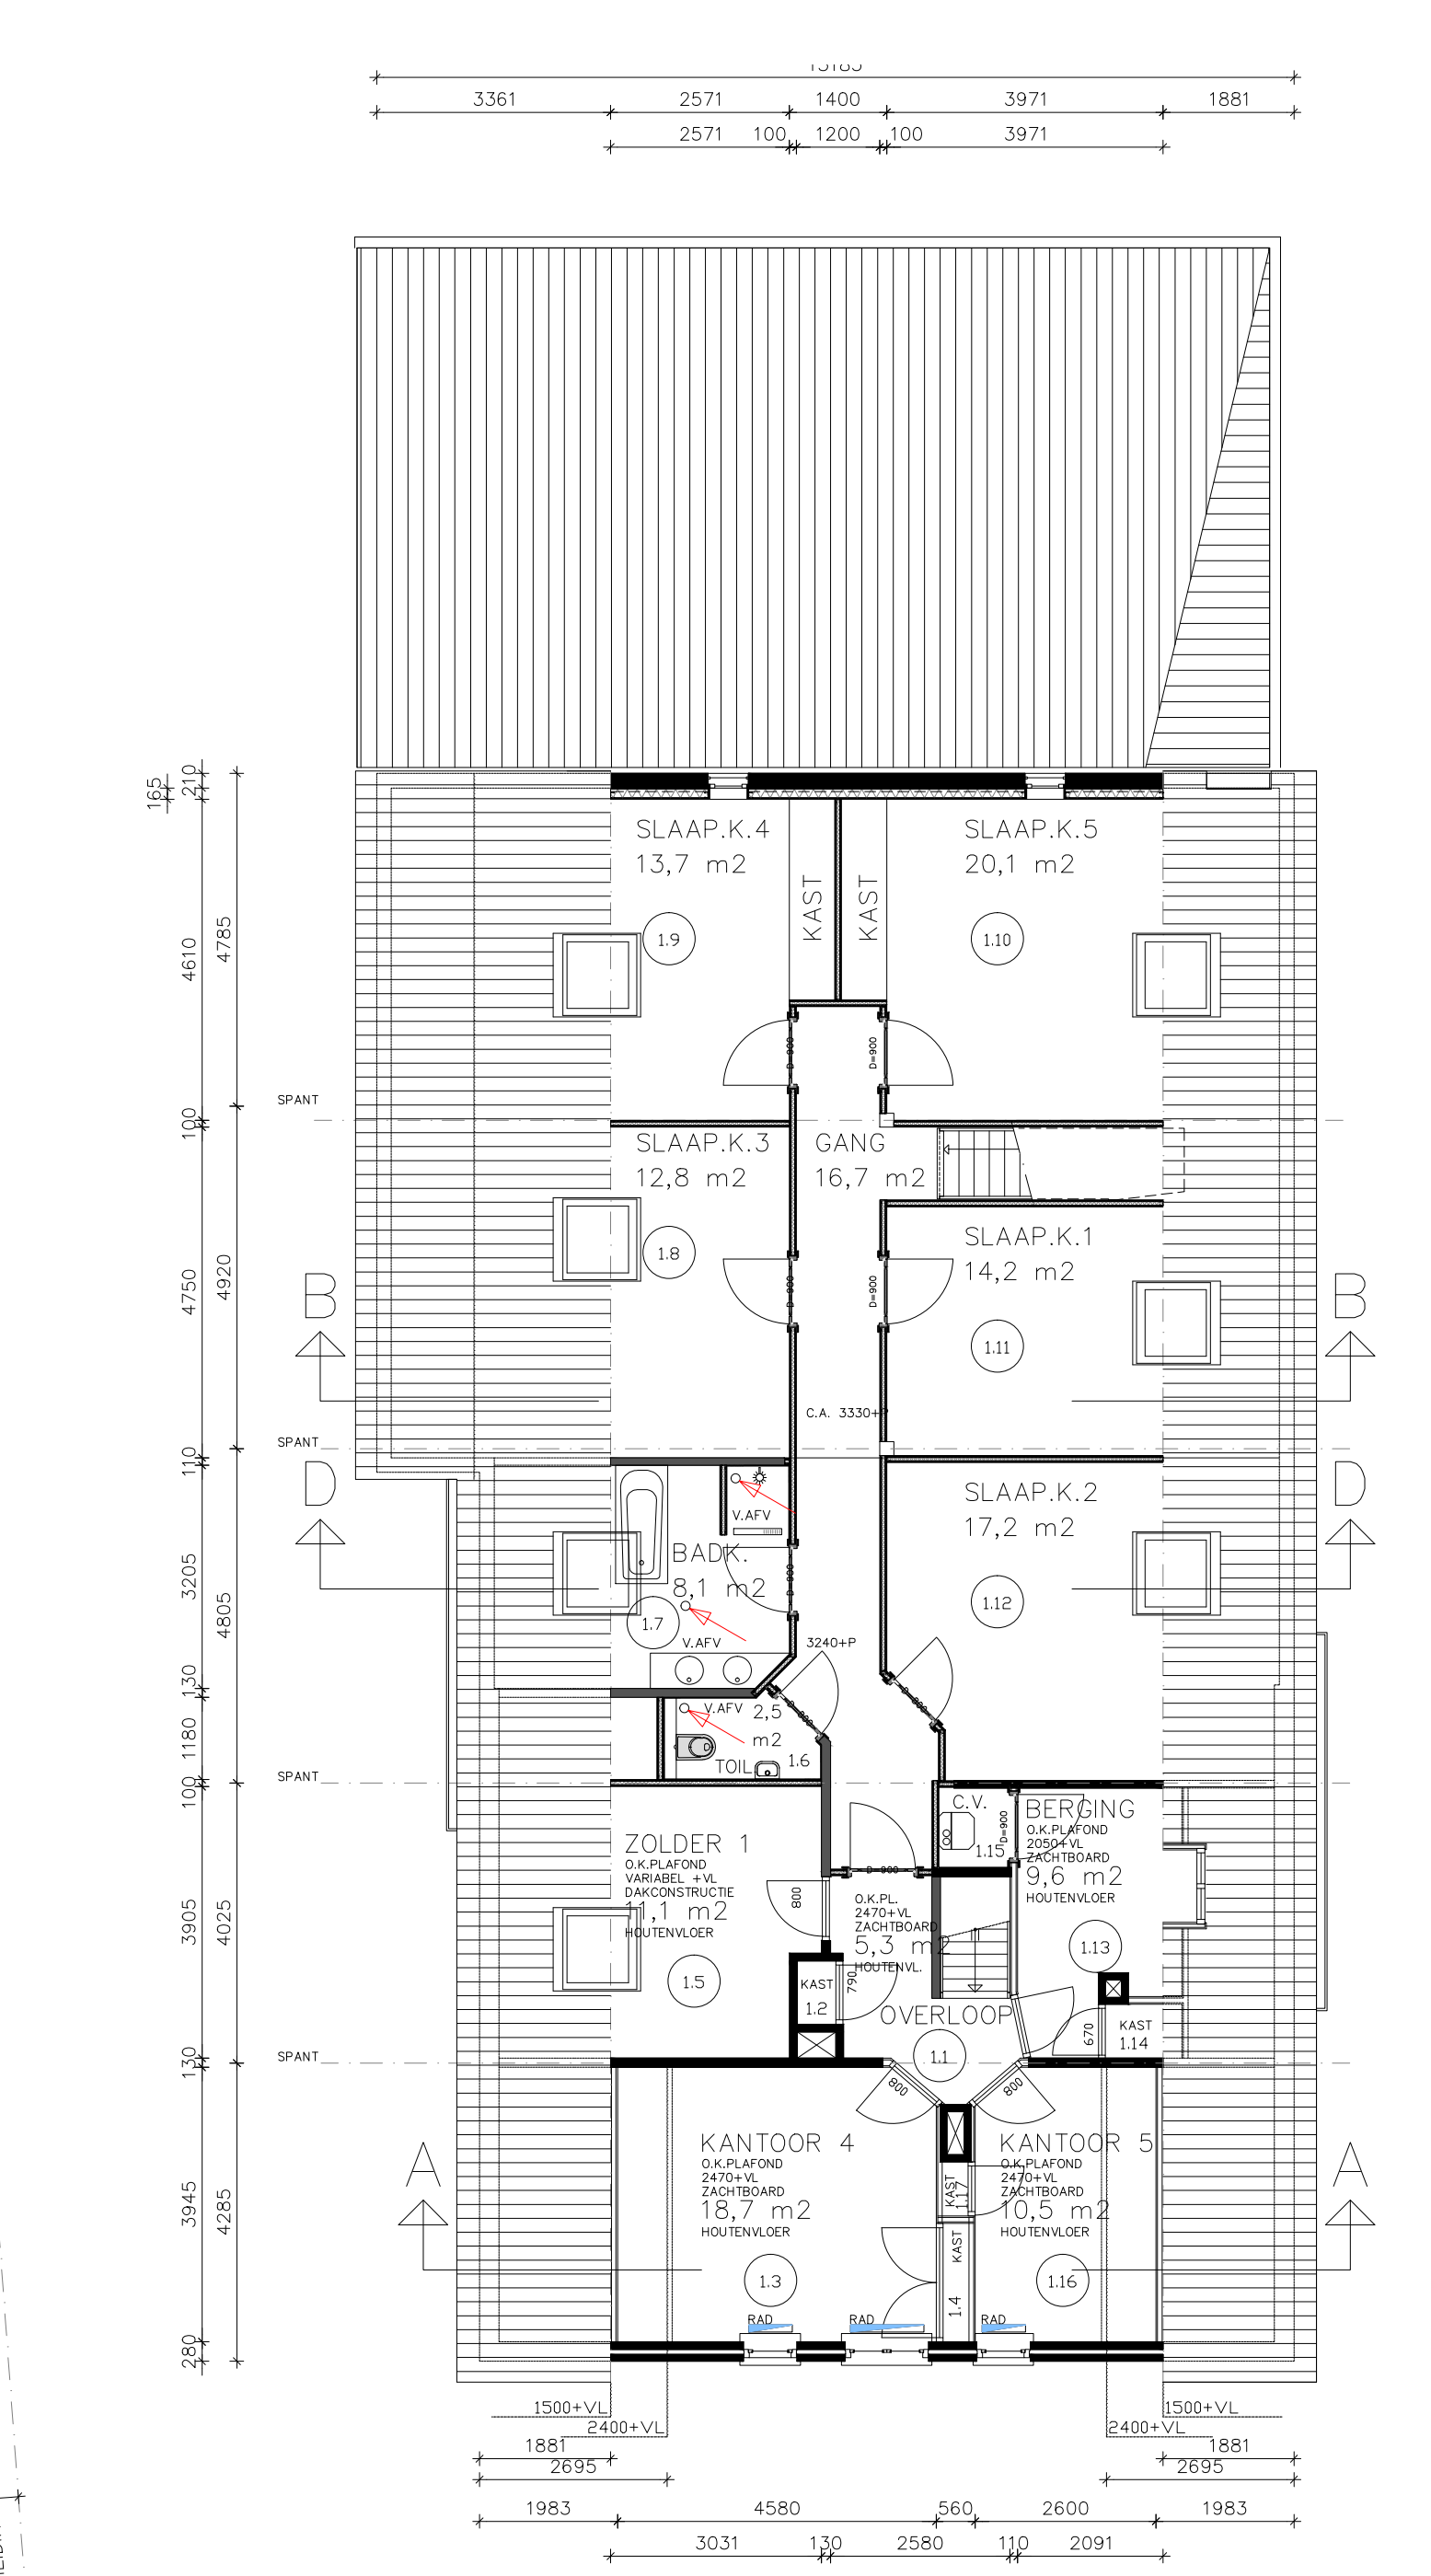 3361 2571 1400 3971 1881
2571 100 1200 100 3971
165
210
SLAAP.K.4
13,7 m2
1.9
KAST
KAST
SLAAP.K.5
20,1 m2
1.10
4610
4785
D=900
D=900
SPANT
100
SLAAP.K.3
12,8 m2
1.8
GANG
16,7 m2
SLAAP.K.1
14,2 m2
1.11
4750
4920
B
B
D=900
D=900
C.A. 3330+P
SPANT
110
D
D
V.AFV
BADK.
8,1 m2
1.7
V.AFV
SLAAP.K.2
17,2 m2
1.12
3205
4805
3240+P
130
V.AFV
2,5
m2
TOIL
1.6
1180
SPANT
100
C.V.
1.15
D=900
BERGING
O.K.PLAFOND
2050+VL
ZACHTBOARD
9,6 m2
HOUTENVLOER
1.13
ZOLDER 1
O.K.PLAFOND
VARIABEL +VL
DAKCONSTRUCTIE
11,1 m2
HOUTENVLOER
1.5
D=900
800
O.K.PL.
2470+VL
ZACHTBOARD
5,3 m2
HOUTENVL.
3905
4025
KAST
1.2
790
OVERLOOP
1.1
670
KAST
1.14
SPANT
130
800
800
KANTOOR 4
O.K.PLAFOND
2470+VL
ZACHTBOARD
18,7 m2
HOUTENVLOER
1.3
KAST
1.17
KAST
1.4
KANTOOR 5
O.K.PLAFOND
2470+VL
ZACHTBOARD
10,5 m2
HOUTENVLOER
1.16
A
A
3945
4285
RAD
RAD
RAD
280
1500+VL
1500+VL
2400+VL
2400+VL
1881
1881
2695
2695
1983 4580 560 2600 1983
3031 130 2580 110 2091